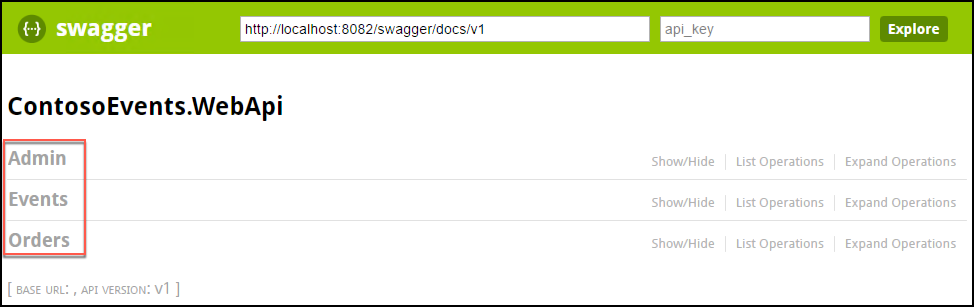 {··} swagger http://localhost:8082/swagger/docs/v1 api_key Explore
ContosoEvents.WebApi
Admin Show/Hide List Operations Expand Operations
Events Show/Hide List Operations Expand Operations
Orders Show/Hide List Operations Expand Operations
[ BASE URL: , API VERSION: v1 ]